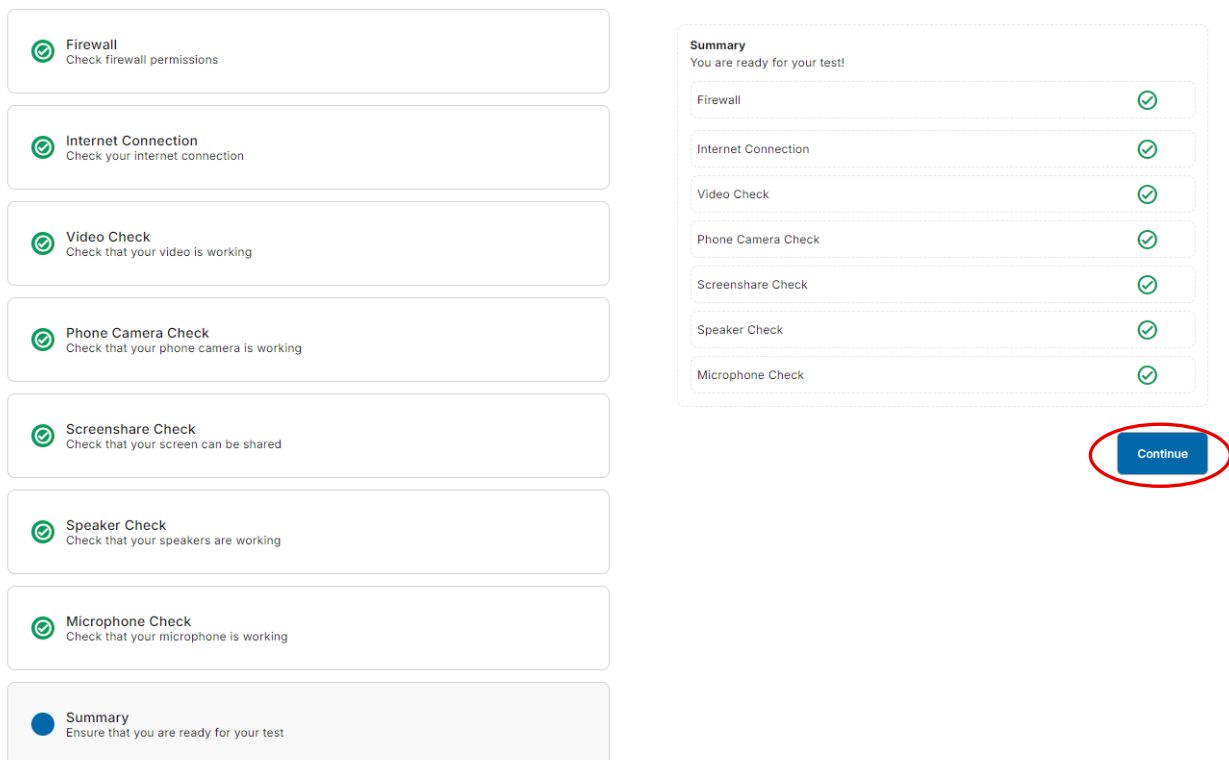 Firewall
Check firewall permissions
Internet Connection
Check your internet connection
Video Check
Check that your video is working
Phone Camera Check
Check that your phone camera is working
Screenshare Check
Check that your screen can be shared
Speaker Check
Check that your speakers are working
Microphone Check
Check that your microphone is working
Summary
Ensure that you are ready for your test
Summary
You are ready for your test!
Firewall
Internet Connection
Video Check
Phone Camera Check
Screenshare Check
Speaker Check
Microphone Check
Continue